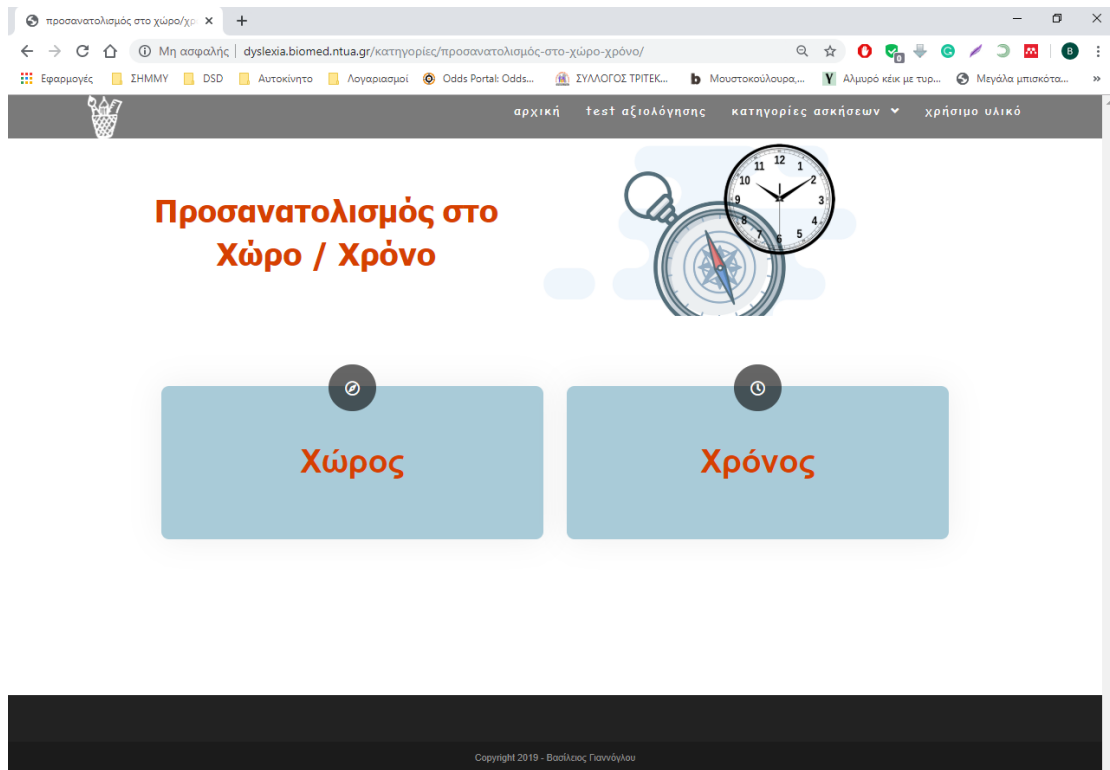 προσανατολισμός στο χώρο/χρ
Μη ασφαλής | dyslexia.biomed.ntua.gr/κατηγορίες/προσανατολισμός-στο-χώρο-χρόνο/
Εφαρμογές ΣΗΜΜΥ DSD Αυτοκίνητο Λογαριασμοί Odds Portal: Odds... ΣΥΛΛΟΓΟΣ ΤΡΙΤΕΚ... Μουστοκούλουρα,... Αλμυρό κέικ με τυρ... Μεγάλα μπισκότα... »
αρχική test αξιολόγησης κατηγορίες ασκήσεων χρήσιμο υλικό
Προσανατολισμός στο
Χώρο / Χρόνο
11 12 1
10 2
9 3
8 4
7 6 5
Χώρος Χρόνος
Copyright 2019 - Βασίλειος Γιαννόγλου